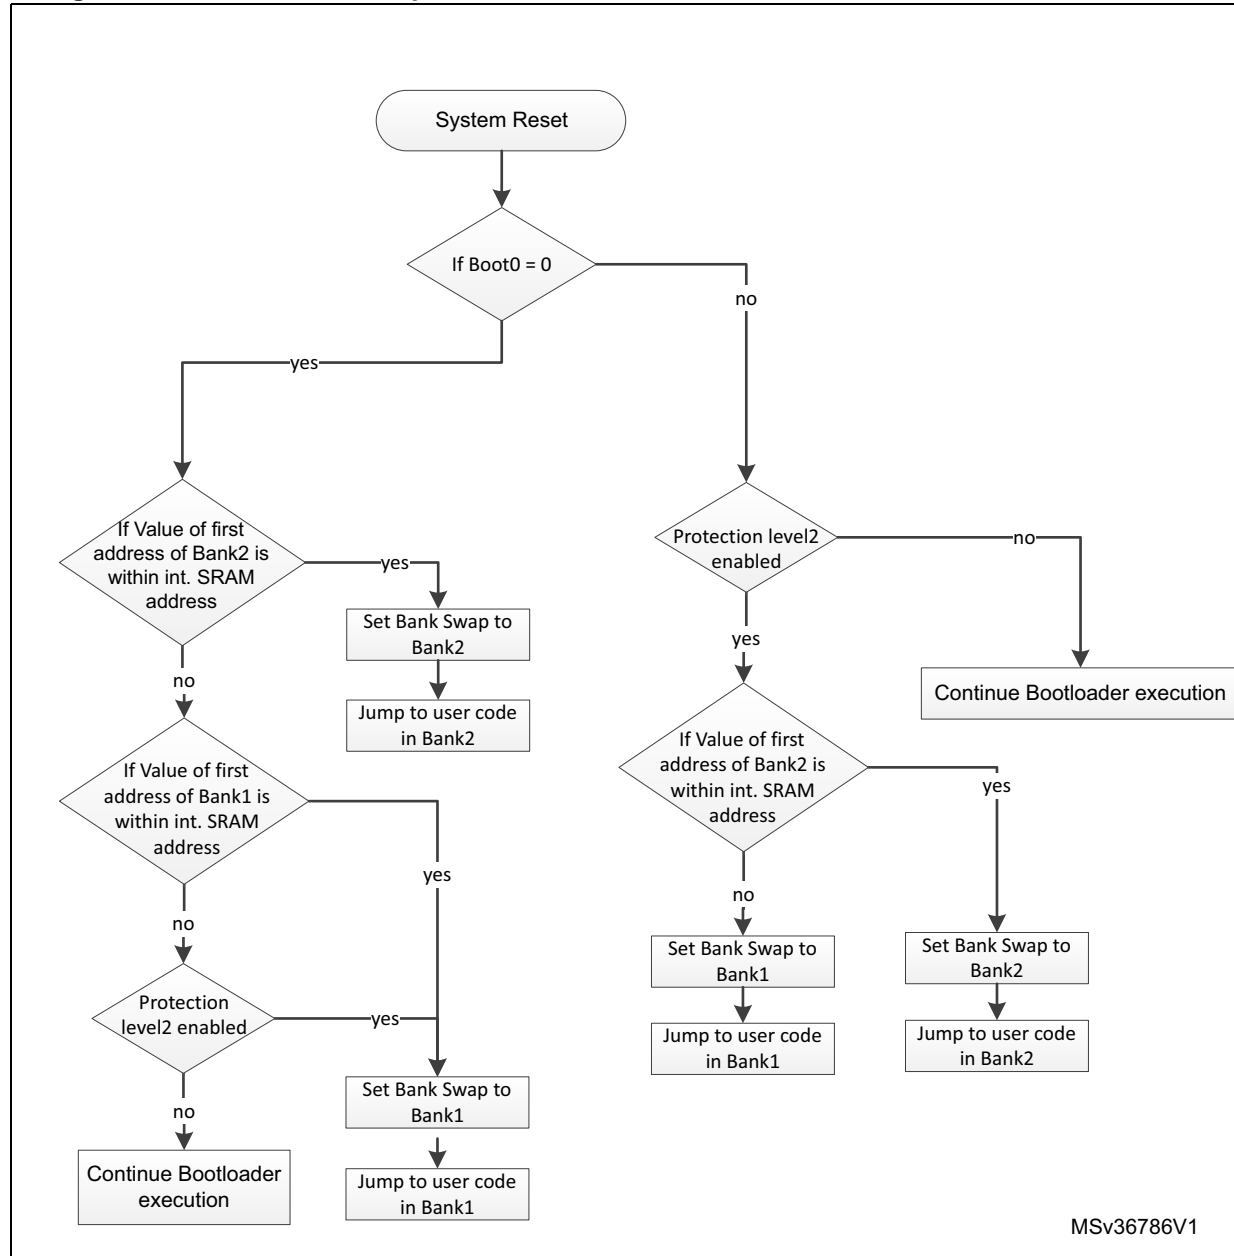 System Reset
If Boot0 = 0
no
yes
If Value of first
address of Bank2 is
within int. SRAM
address
yes
Set Bank Swap to
Bank2
Jump to user code
in Bank2
no
If Value of first
address of Bank1 is
within int. SRAM
address
yes
no
Protection
level2 enabled
yes
Set Bank Swap to
Bank1
Jump to user code
in Bank1
no
Continue Bootloader
execution
Protection level2
enabled
no
Continue Bootloader execution
yes
If Value of first
address of Bank2 is
within int. SRAM
address
yes
no
Set Bank Swap to
Bank1
Jump to user code
in Bank1
Set Bank Swap to
Bank2
Jump to user code
in Bank2
MSv36786V1